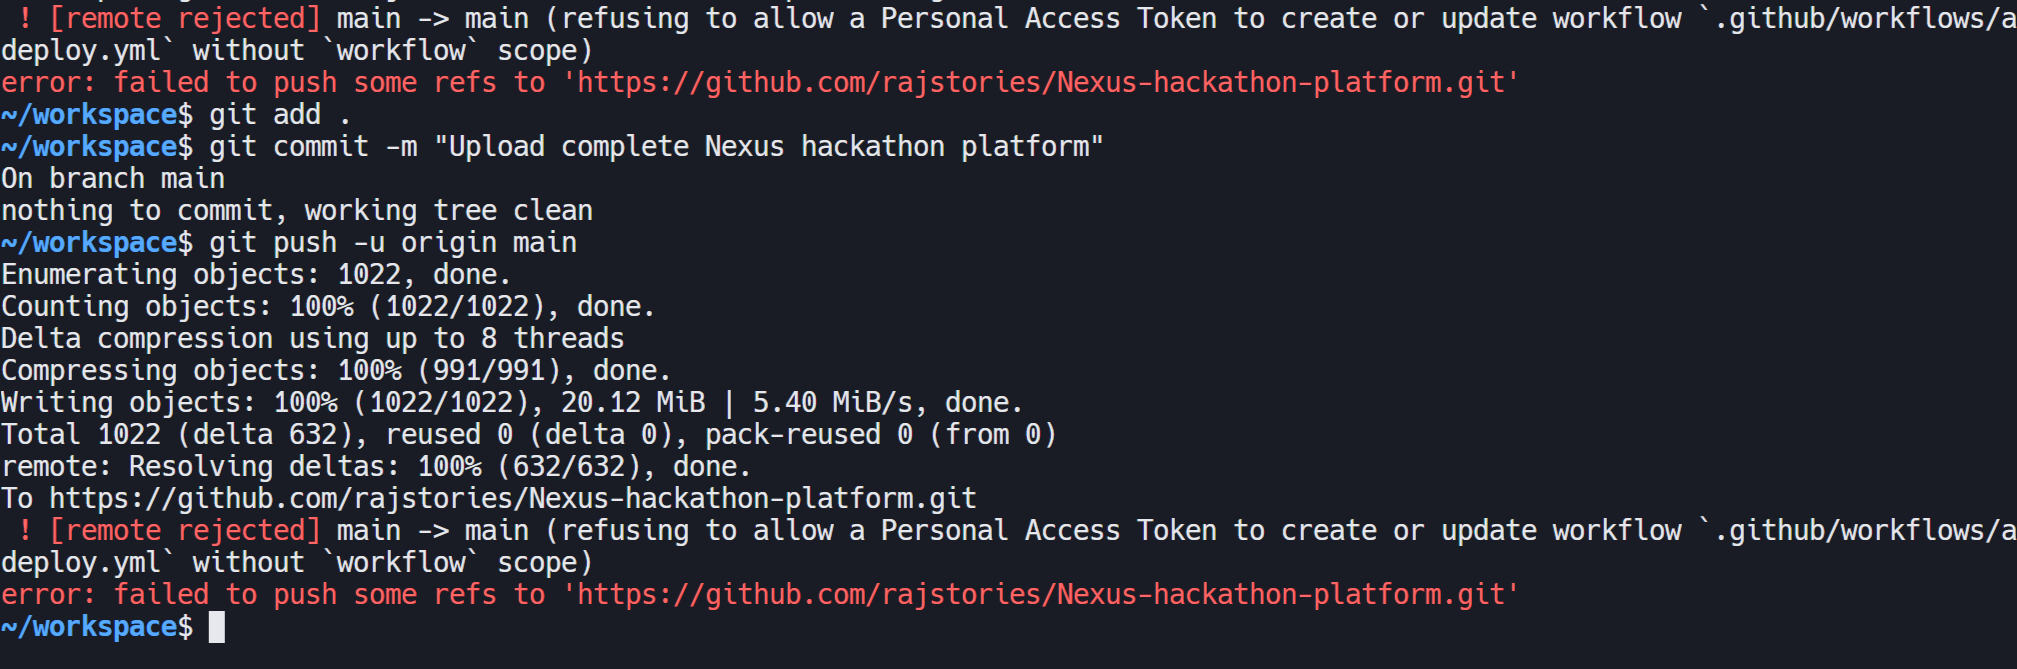 ! [remote rejected] main -> main (refusing to allow a Personal Access Token to create or update workflow `.github/workflows/a
deploy.yml` without `workflow` scope)
error: failed to push some refs to 'https://github.com/rajstories/Nexus-hackathon-platform.git'
~/workspace$ git add .
~/workspace$ git commit -m "Upload complete Nexus hackathon platform"
On branch main
nothing to commit, working tree clean
~/workspace$ git push -u origin main
Enumerating objects: 1022, done.
Counting objects: 100% (1022/1022), done.
Delta compression using up to 8 threads
Compressing objects: 100% (991/991), done.
Writing objects: 100% (1022/1022), 20.12 MiB | 5.40 MiB/s, done.
Total 1022 (delta 632), reused 0 (delta 0), pack-reused 0 (from 0)
remote: Resolving deltas: 100% (632/632), done.
To https://github.com/rajstories/Nexus-hackathon-platform.git
! [remote rejected] main -> main (refusing to allow a Personal Access Token to create or update workflow `.github/workflows/a
deploy.yml` without `workflow` scope)
error: failed to push some refs to 'https://github.com/rajstories/Nexus-hackathon-platform.git'
~/workspace$